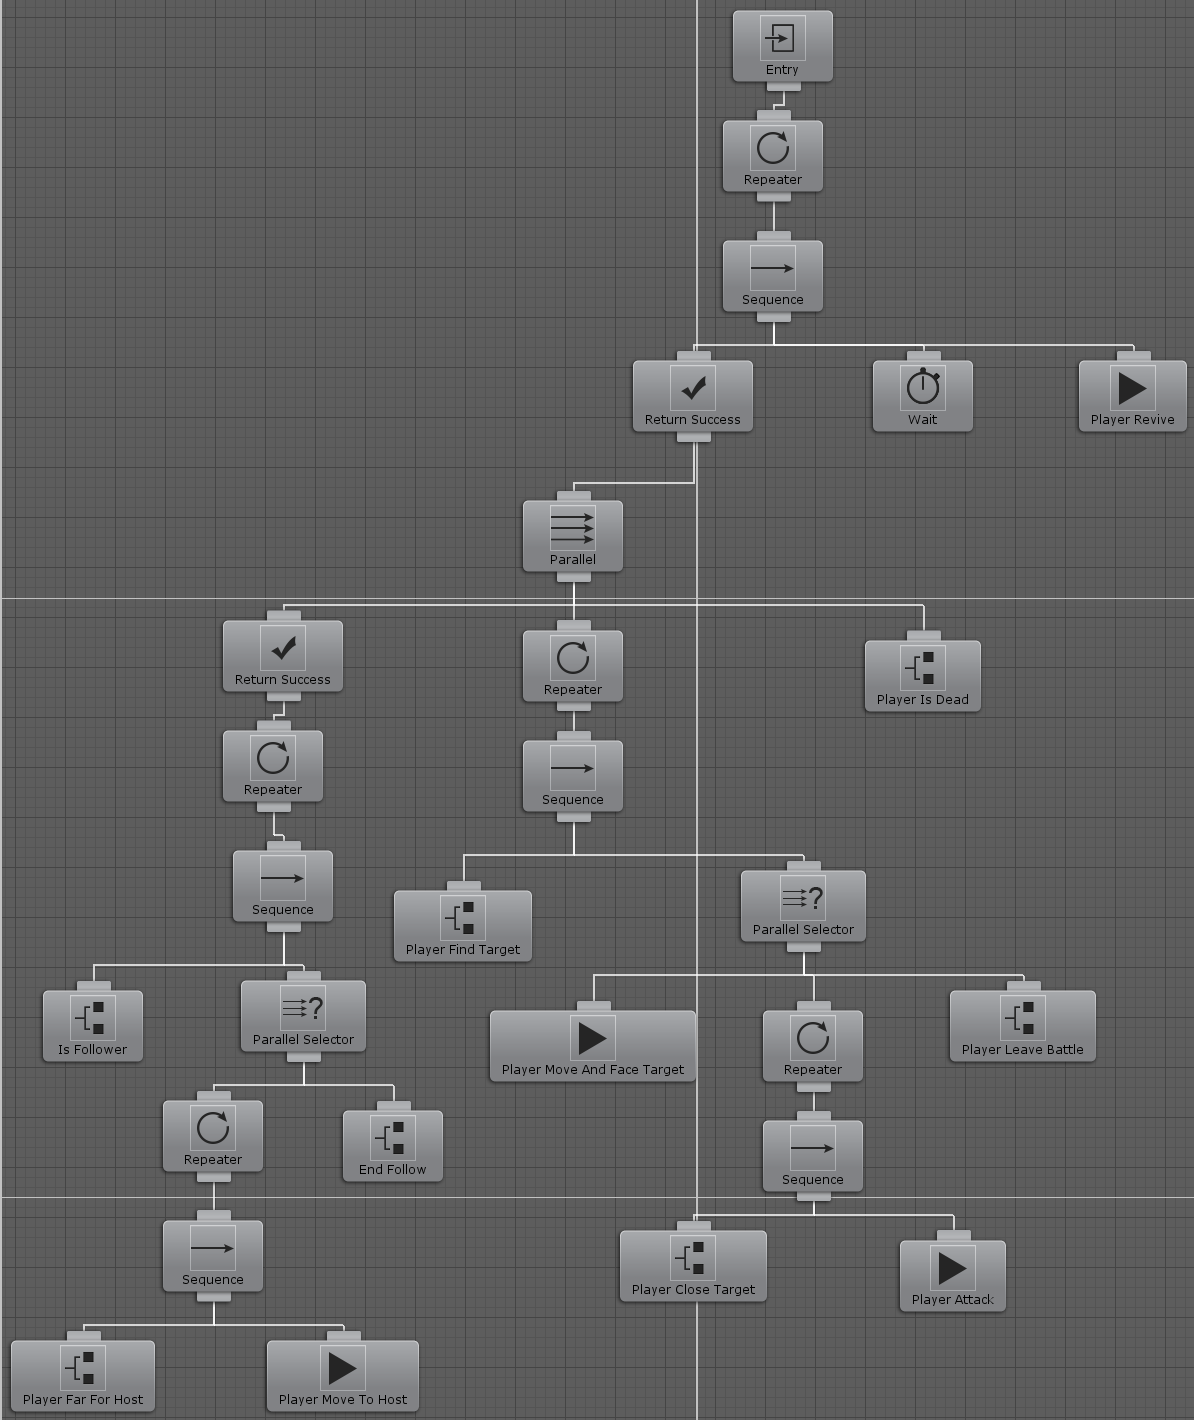 Entry
Repeater
Sequence
Return Success
Wait
Player Revive
Parallel
Return Success
Repeater
Player Is Dead
Repeater
Sequence
Sequence
Player Find Target
Parallel Selector
Is Follower
Parallel Selector
Player Move And Face Target
Repeater
Player Leave Battle
Repeater
End Follow
Sequence
Sequence
Player Close Target
Player Attack
Player Far For Host
Player Move To Host
?
?